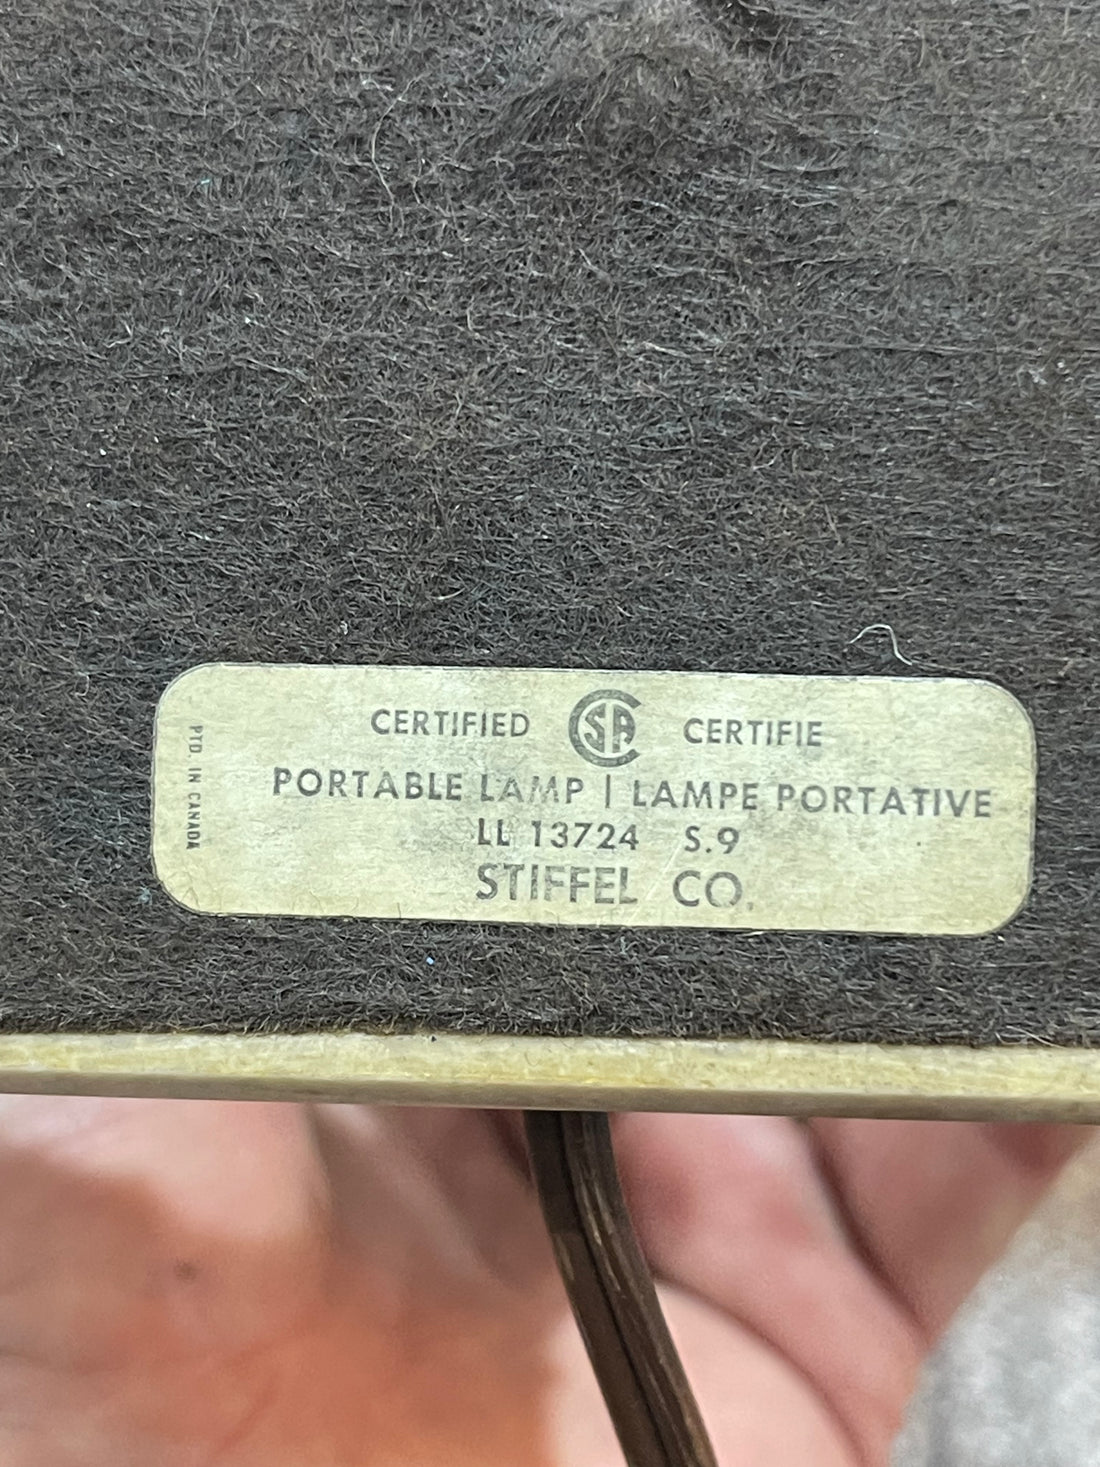 CERTIFIED CSA CERTIFIE
PORTABLE LAMP | LAMPE PORTATIVE
LL 13724 S.9
STIFFEL CO.
PTD. IN CANADA